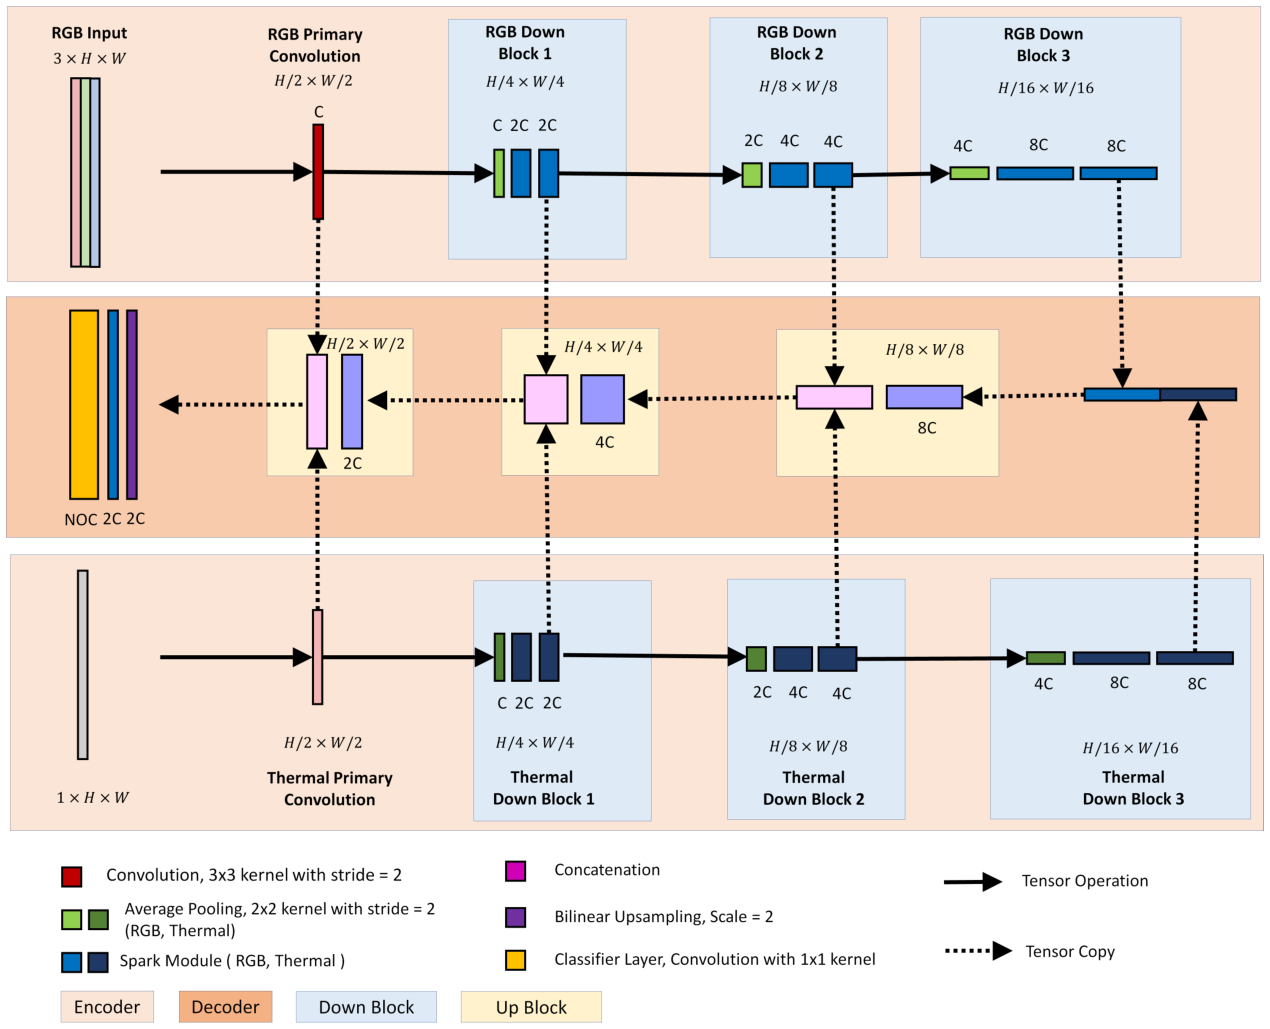 RGB Input
3 × H × W
RGB Primary
Convolution
H/2 × W/2
C
RGB Down
Block 1
H/4 × W/4
C 2C 2C
RGB Down
Block 2
H/8 × W/8
2C 4C 4C
RGB Down
Block 3
H/16 × W/16
4C 8C 8C
NOC 2C 2C
H/2 × W/2
2C
H/4 × W/4
4C
H/8 × W/8
8C
1 × H × W
H/2 × W/2
Thermal Primary
Convolution
C 2C 2C
H/4 × W/4
Thermal
Down Block 1
2C 4C 4C
H/8 × W/8
Thermal
Down Block 2
4C 8C 8C
H/16 × W/16
Thermal
Down Block 3
Convolution, 3x3 kernel with stride = 2
Average Pooling, 2x2 kernel with stride = 2
(RGB, Thermal)
Spark Module ( RGB, Thermal )
Concatenation
Bilinear Upsampling, Scale = 2
Classifier Layer, Convolution with 1x1 kernel
Tensor Operation
Tensor Copy
Encoder
Decoder
Down Block
Up Block